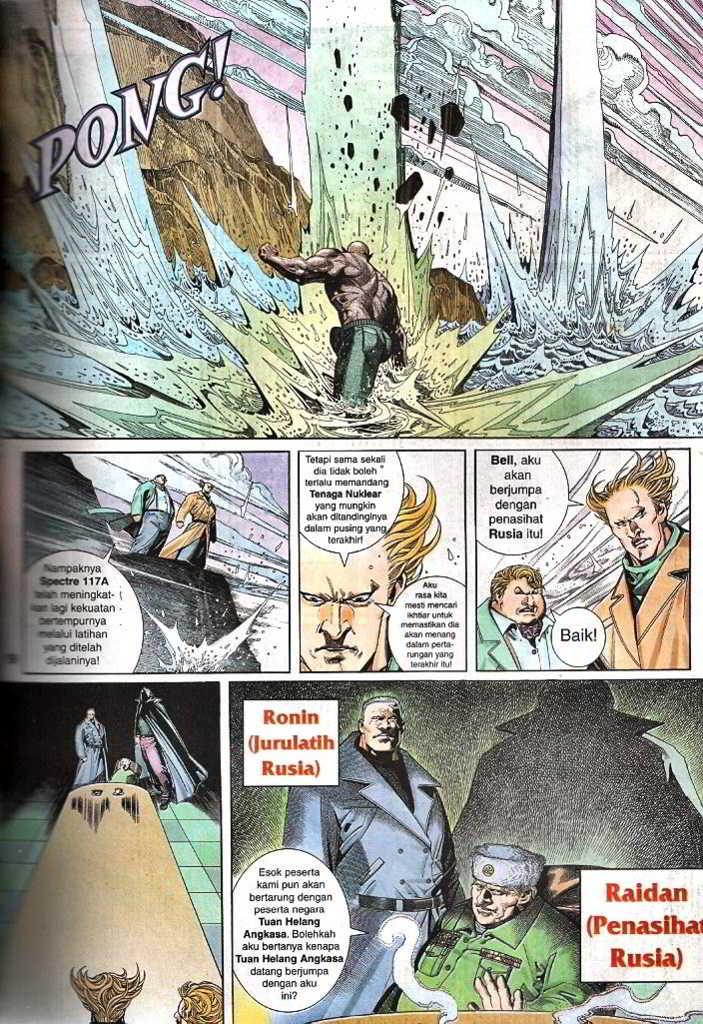 PONG!
Nampaknya
Spectre 117A
telah meningkat-
kan lagi kekuatan
bertempurnya
melalui latihan
yang ditelah
dijalaninya!
Tetapi sama sekali
dia tidak boleh
terlalu memandang
Tenaga Nuklear
yang mungkin
akan ditandinginya
dalam pusing yang
terakhir!
Aku
rasa kita
mesti mencari
ikhtiar untuk
memastikan dia
akan menang
dalam perta-
rungan yang
terakhir itu!
Bell, aku
akan
berjumpa
dengan
penasihat
Rusia itu!
Baik!
Ronin
(Jurulatih
Rusia)
Esok peserta
kami pun akan
bertarung dengan
peserta negara
Tuan Helang
Angkasa. Bolehkah
aku bertanya kenapa
Tuan Helang Angkasa
datang berjumpa
dengan aku
ini?
Raidan
(Penasihat
Rusia)